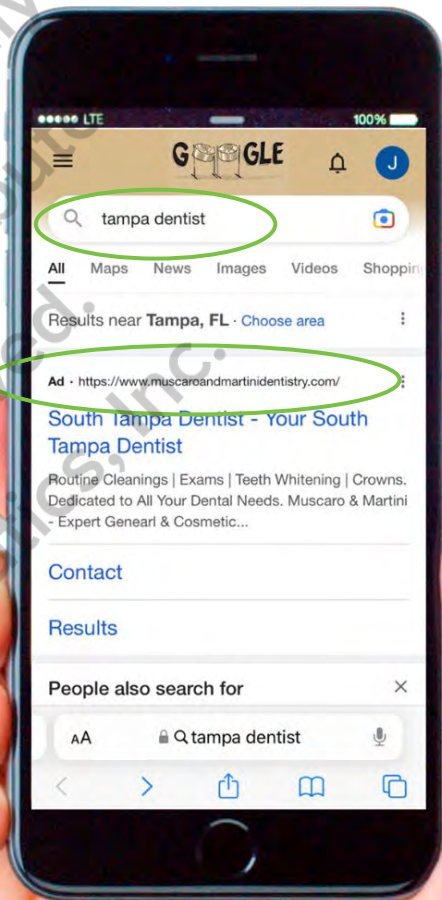 LTE 100%
GOOGLE J
tampa dentist
All Maps News Images Videos Shoppin
Results near Tampa, FL · Choose area
Ad · https://www.muscaroandmartinidentistry.com/
South Tampa Dentist - Your South
Tampa Dentist
Routine Cleanings | Exams | Teeth Whitening | Crowns.
Dedicated to All Your Dental Needs. Muscaro & Martini
- Expert Genearl & Cosmetic...
Contact
Results
People also search for
AA tampa dentist